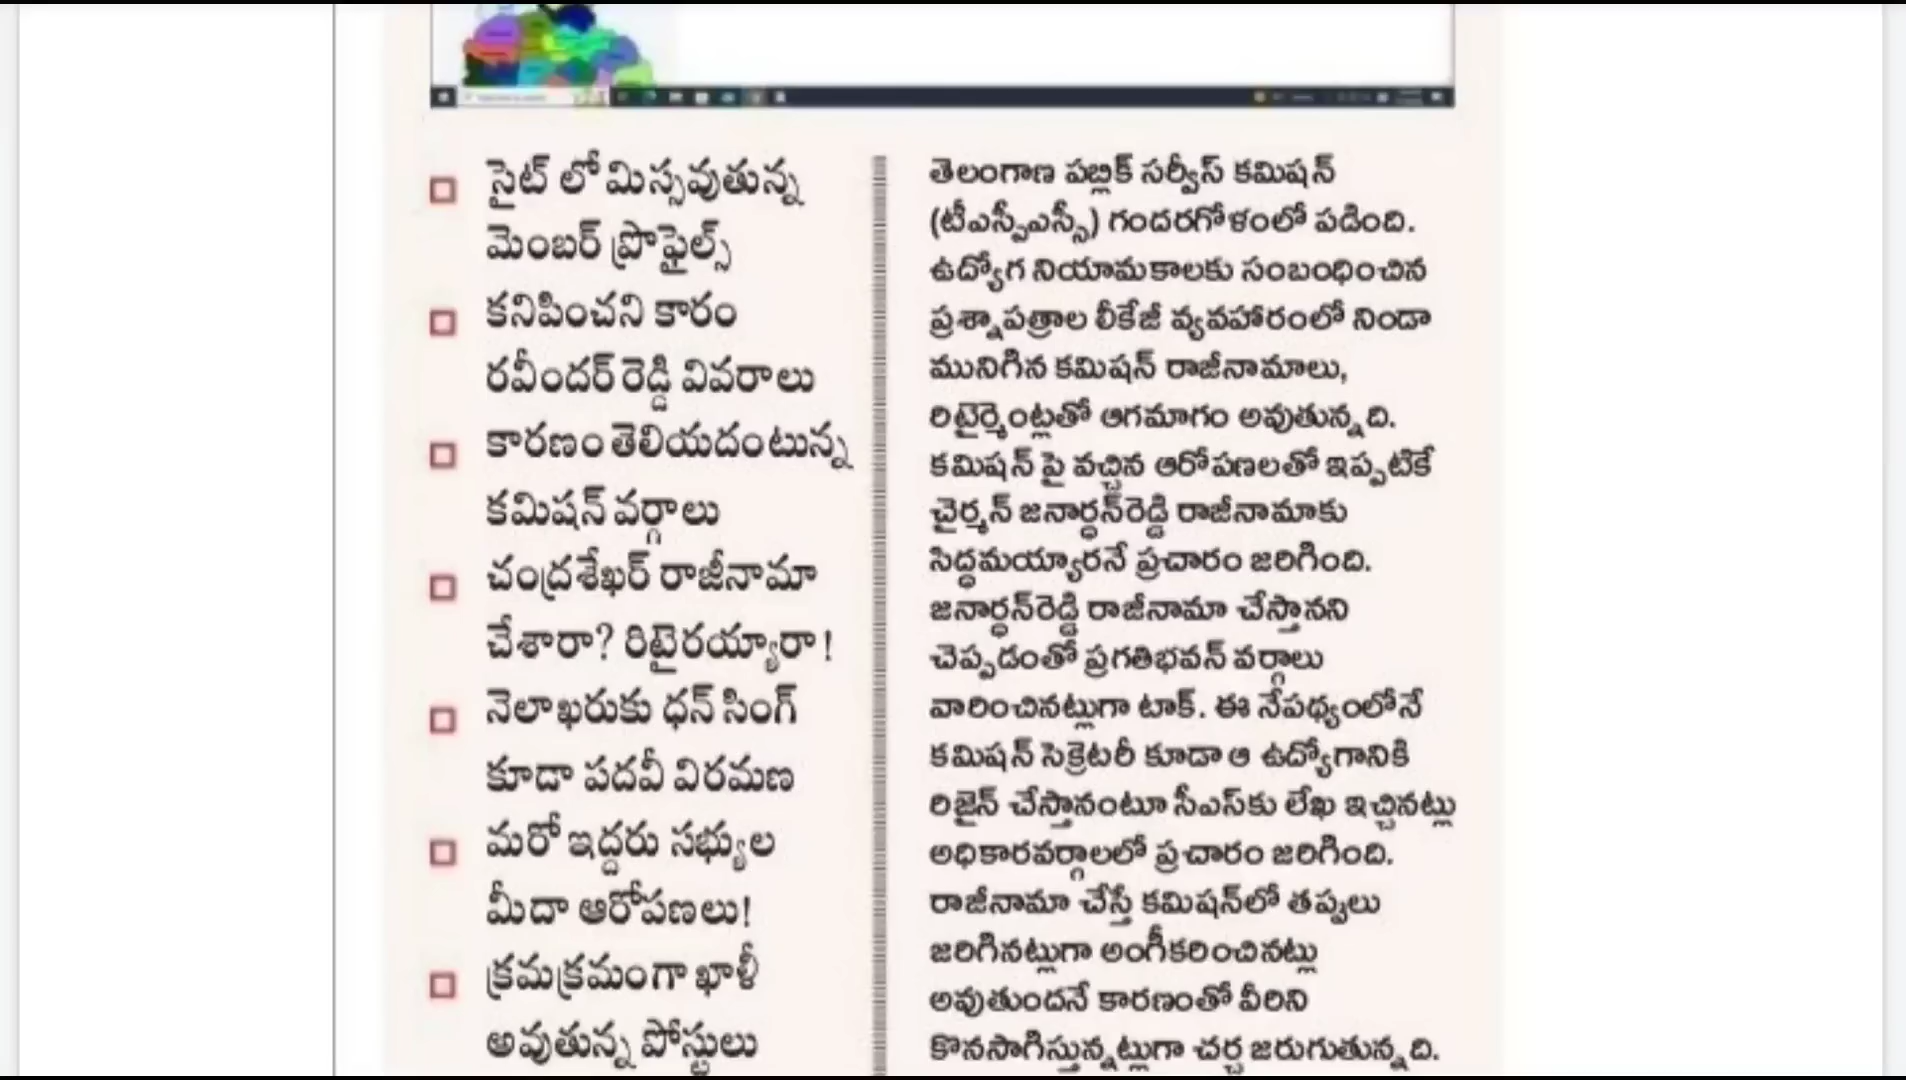 సైట్ లో మిస్సవుతున్న
మెంబర్ ప్రొఫైల్స్
కనిపించని కారం
రవీందర్ రెడ్డి వివరాలు
కారణం తెలియదంటున్న
కమిషన్ వర్గాలు
చంద్రశేఖర్ రాజీనామా
చేశారా? రిటైరయ్యారా!
నెలాఖరుకు ధన్ సింగ్
కూడా పదవీ విరమణ
మరో ఇద్దరు సభ్యుల
మీదా ఆరోపణలు!
క్రమక్రమంగా ఖాళీ
అవుతున్న పోస్టులు
తెలంగాణ పబ్లిక్ సర్వీస్ కమిషన్
(టీఎస్పీఎస్సీ) గందరగోళంలో పడింది.
ఉద్యోగ నియామకాలకు సంబంధించిన
ప్రశ్నాపత్రాల లీకేజీ వ్యవహారంలో నిండా
మునిగిన కమిషన్ రాజీనామాలు,
రిటైర్మెంట్లతో ఆగమాగం అవుతున్నది.
కమిషన్ పై వచ్చిన ఆరోపణలతో ఇప్పటికే
చైర్మన్ జనార్ధన్‌రెడ్డి రాజీనామాకు
సిద్ధమయ్యారనే ప్రచారం జరిగింది.
జనార్ధన్‌రెడ్డి రాజీనామా చేస్తానని
చెప్పడంతో ప్రగతిభవన్ వర్గాలు
వారించినట్లుగా టాక్. ఈ నేపథ్యంలోనే
కమిషన్ సెక్రెటరీ కూడా ఆ ఉద్యోగానికి
రిజైన్ చేస్తానంటూ సీఎస్‌కు లేఖ ఇచ్చినట్లు
అధికారవర్గాలలో ప్రచారం జరిగింది.
రాజీనామా చేస్తే కమిషన్‌లో తప్పులు
జరిగినట్లుగా అంగీకరించినట్లు
అవుతుందనే కారణంతో వీరిని
కొనసాగిస్తున్నట్లుగా చర్చ జరుగుతున్నది.